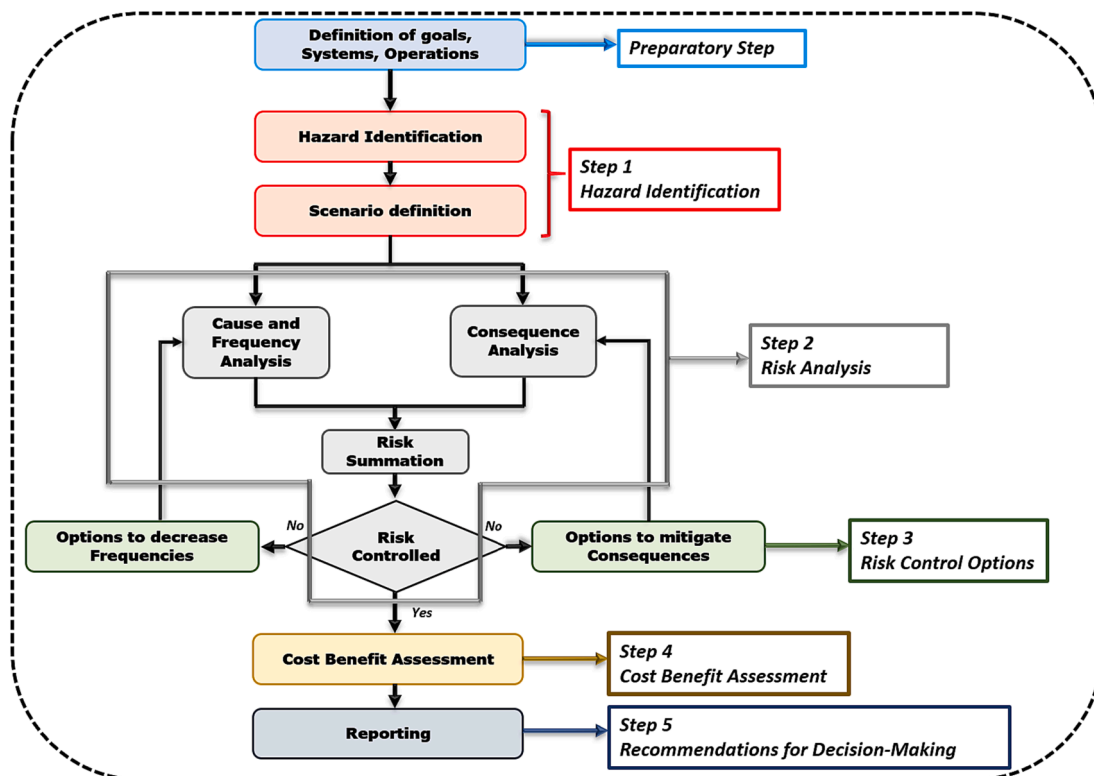 Definition of goals,
Systems, Operations
Preparatory Step
Hazard Identification
Step 1
Hazard Identification
Scenario definition
Cause and
Frequency
Analysis
Consequence
Analysis
Step 2
Risk Analysis
Risk
Summation
No
No
Options to decrease
Frequencies
Risk
Controlled
Options to mitigate
Consequences
Step 3
Risk Control Options
Yes
Cost Benefit Assessment
Step 4
Cost Benefit Assessment
Reporting
Step 5
Recommendations for Decision-Making